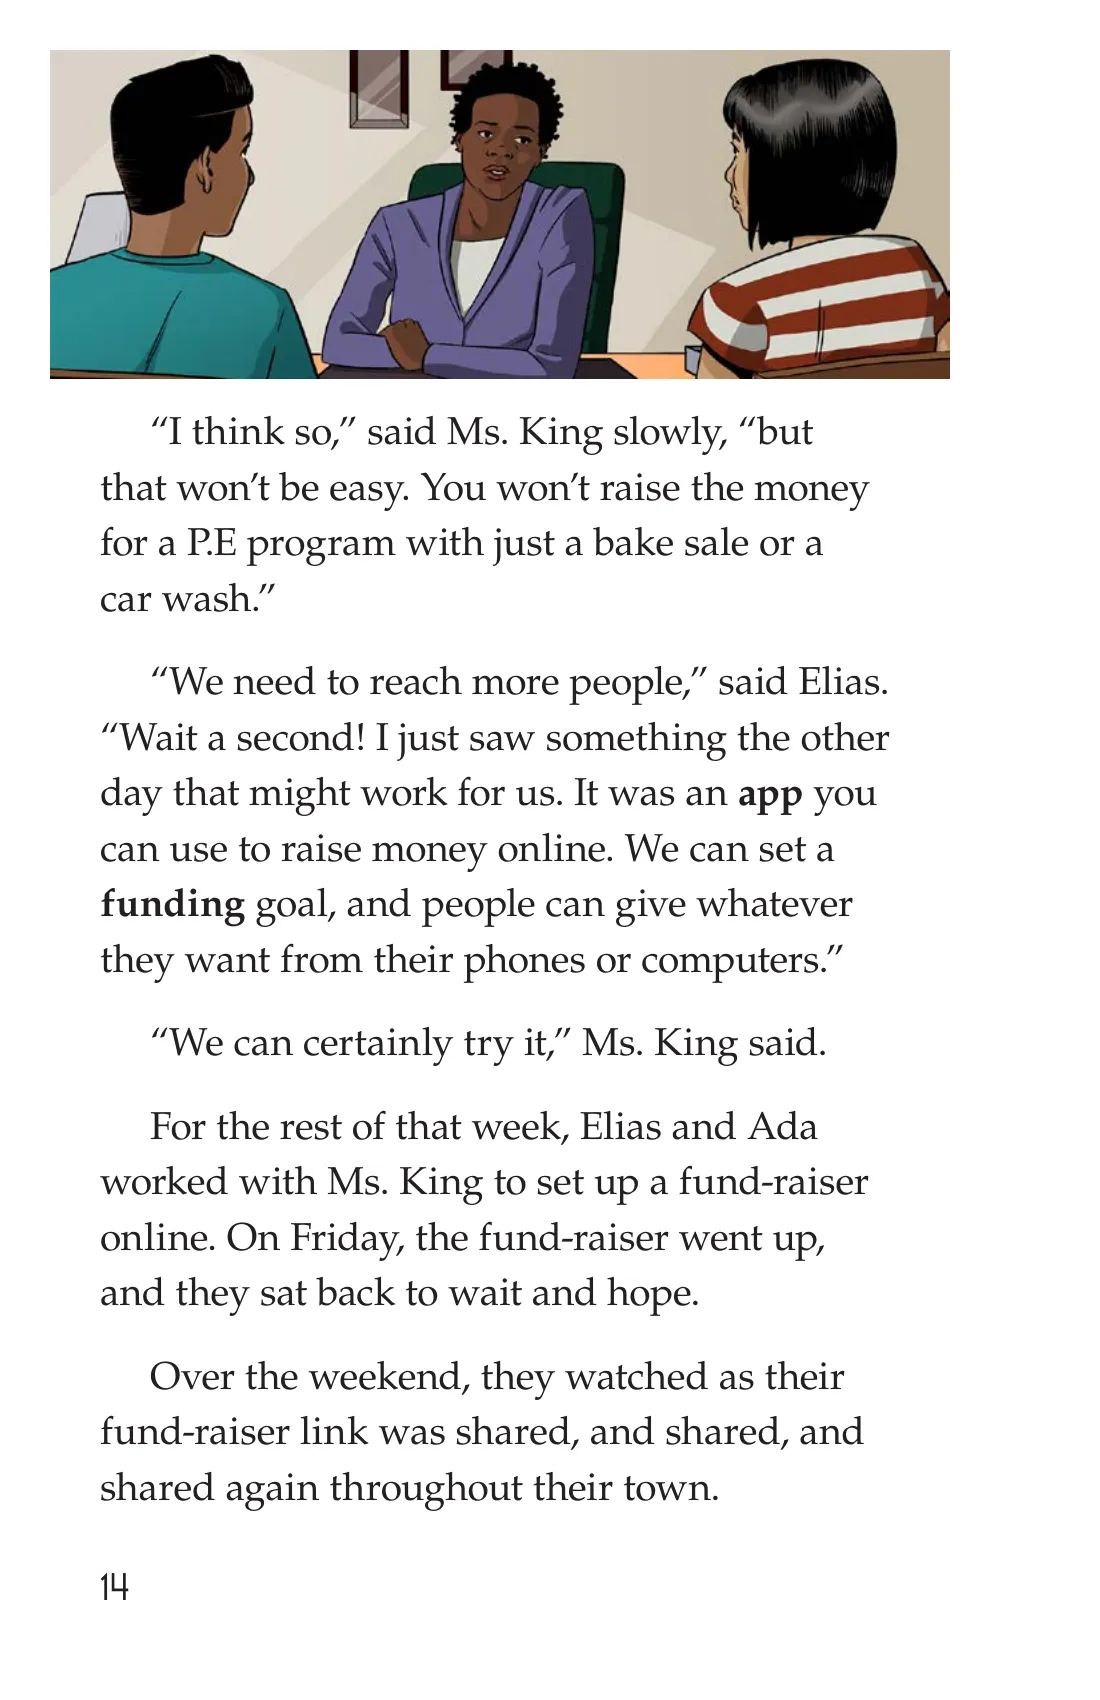 “I think so,” said Ms. King slowly, “but
that won’t be easy. You won’t raise the money
for a P.E program with just a bake sale or a
car wash.”
“We need to reach more people,” said Elias.
“Wait a second! I just saw something the other
day that might work for us. It was an app you
can use to raise money online. We can set a
funding goal, and people can give whatever
they want from their phones or computers.”
“We can certainly try it,” Ms. King said.
For the rest of that week, Elias and Ada
worked with Ms. King to set up a fund-raiser
online. On Friday, the fund-raiser went up,
and they sat back to wait and hope.
Over the weekend, they watched as their
fund-raiser link was shared, and shared, and
shared again throughout their town.
14